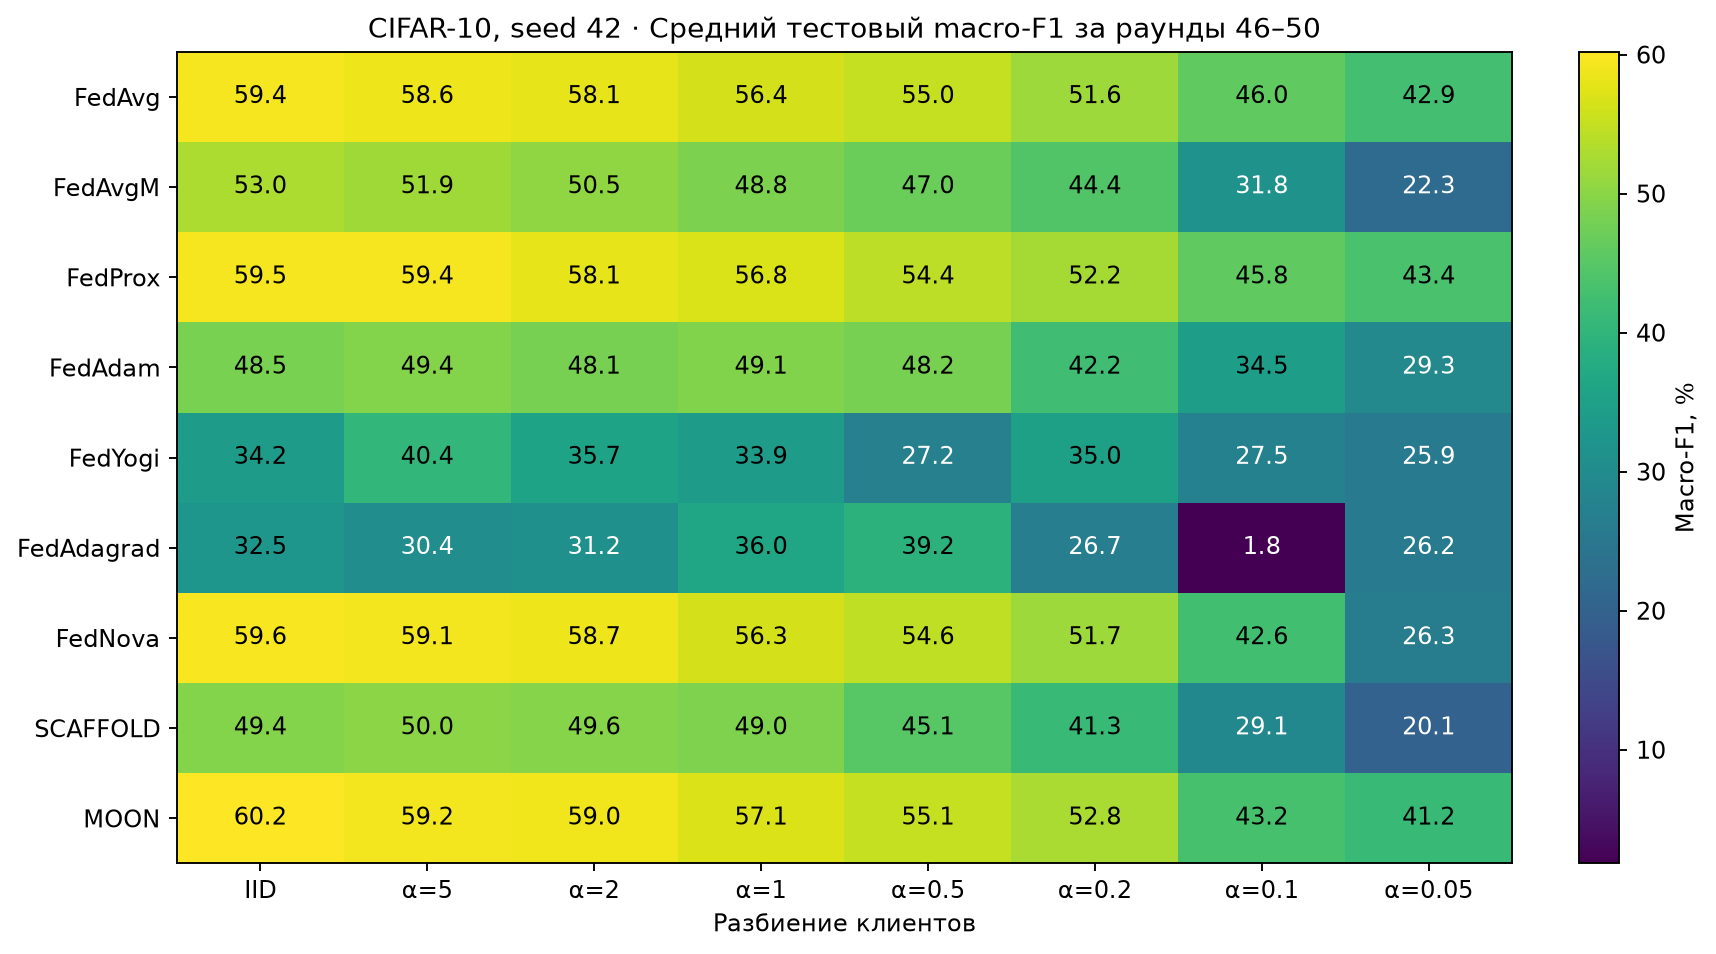 CIFAR-10, seed 42 · Средний тестовый macro-F1 за раунды 46–50
FedAvg 59.4 58.6 58.1 56.4 55.0 51.6 46.0 42.9
FedAvgM 53.0 51.9 50.5 48.8 47.0 44.4 31.8 22.3
FedProx 59.5 59.4 58.1 56.8 54.4 52.2 45.8 43.4
FedAdam 48.5 49.4 48.1 49.1 48.2 42.2 34.5 29.3
FedYogi 34.2 40.4 35.7 33.9 27.2 35.0 27.5 25.9
FedAdagrad 32.5 30.4 31.2 36.0 39.2 26.7 1.8 26.2
FedNova 59.6 59.1 58.7 56.3 54.6 51.7 42.6 26.3
SCAFFOLD 49.4 50.0 49.6 49.0 45.1 41.3 29.1 20.1
MOON 60.2 59.2 59.0 57.1 55.1 52.8 43.2 41.2
IID α=5 α=2 α=1 α=0.5 α=0.2 α=0.1 α=0.05
Разбиение клиентов
60
50
40
30
20
10
Macro-F1, %